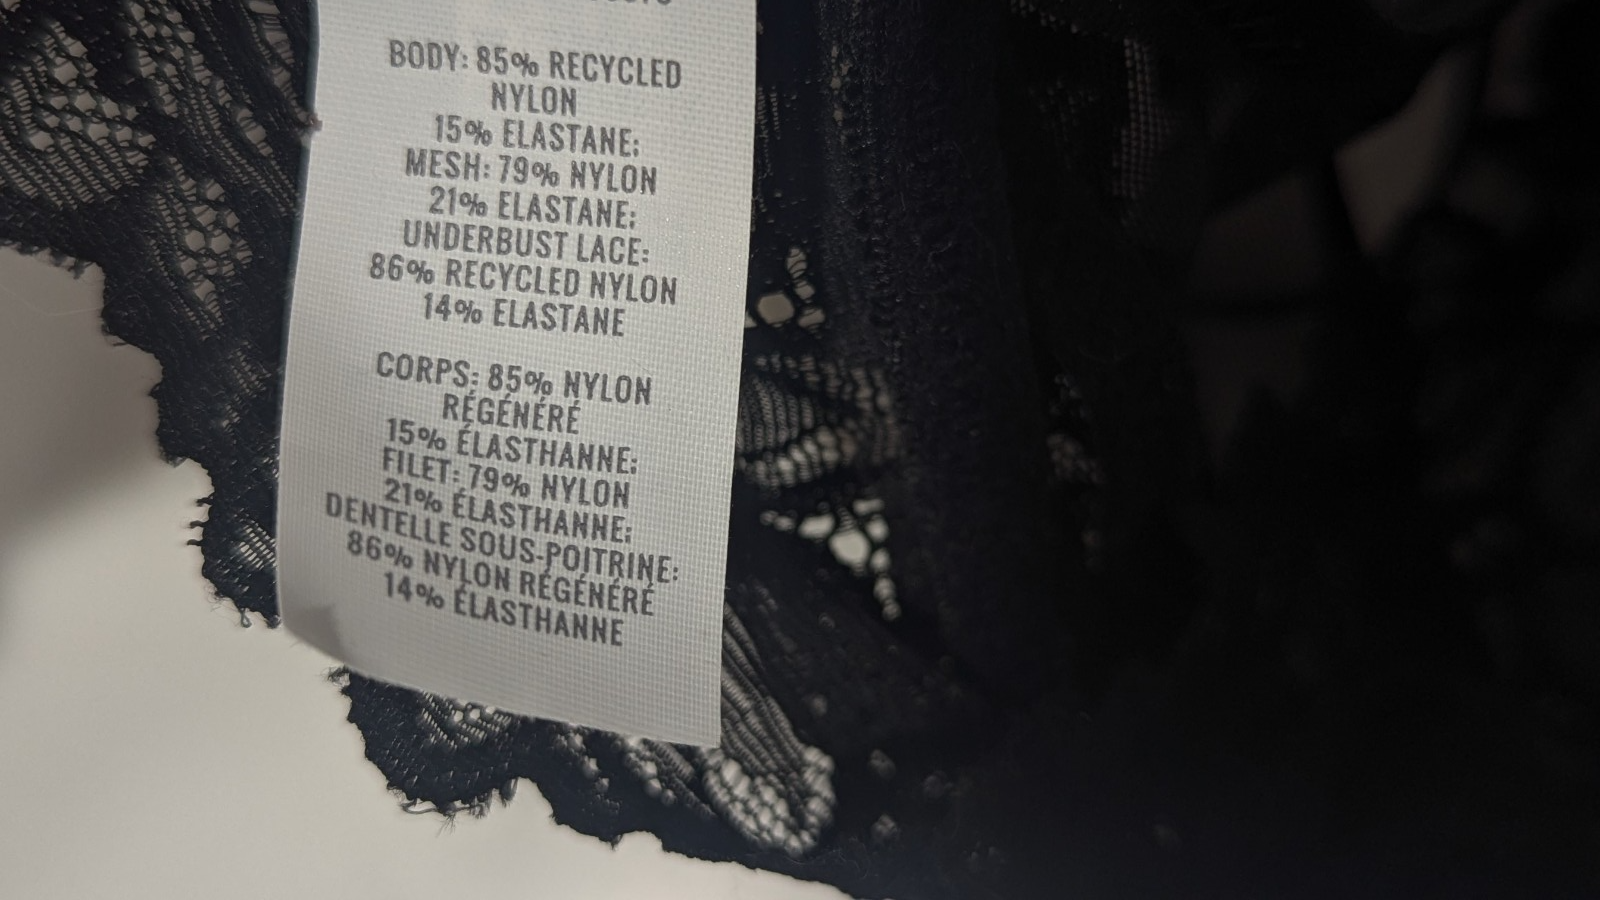 BODY: 85% RECYCLED
NYLON
15% ELASTANE;
MESH: 79% NYLON
21% ELASTANE;
UNDERBUST LACE:
86% RECYCLED NYLON
14% ELASTANE
CORPS: 85% NYLON
RÉGÉNÉRÉ
15% ÉLASTHANNE;
FILET: 79% NYLON
21% ÉLASTHANNE;
DENTELLE SOUS-POITRINE:
86% NYLON RÉGÉNÉRÉ
14% ÉLASTHANNE